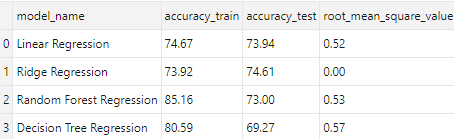 model_name accuracy_train accuracy_test root_mean_square_value
0 Linear Regression 74.67 73.94 0.52
1 Ridge Regression 73.92 74.61 0.00
2 Random Forest Regression 85.16 73.00 0.53
3 Decision Tree Regression 80.59 69.27 0.57